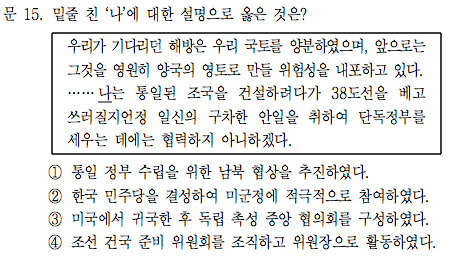 문 15. 밑줄 친 ‘나’에 대한 설명으로 옳은 것은?
우리가 기다리던 해방은 우리 국토를 양분하였으며, 앞으로는
그것을 영원히 양국의 영토로 만들 위험성을 내포하고 있다.
…… 나는 통일된 조국을 건설하려다가 38도선을 베고
쓰러질지언정 일신의 구차한 안일을 취하여 단독정부를
세우는 데에는 협력하지 아니하겠다.
① 통일 정부 수립을 위한 남북 협상을 추진하였다.
② 한국 민주당을 결성하여 미군정에 적극적으로 참여하였다.
③ 미국에서 귀국한 후 독립 촉성 중앙 협의회를 구성하였다.
④ 조선 건국 준비 위원회를 조직하고 위원장으로 활동하였다.